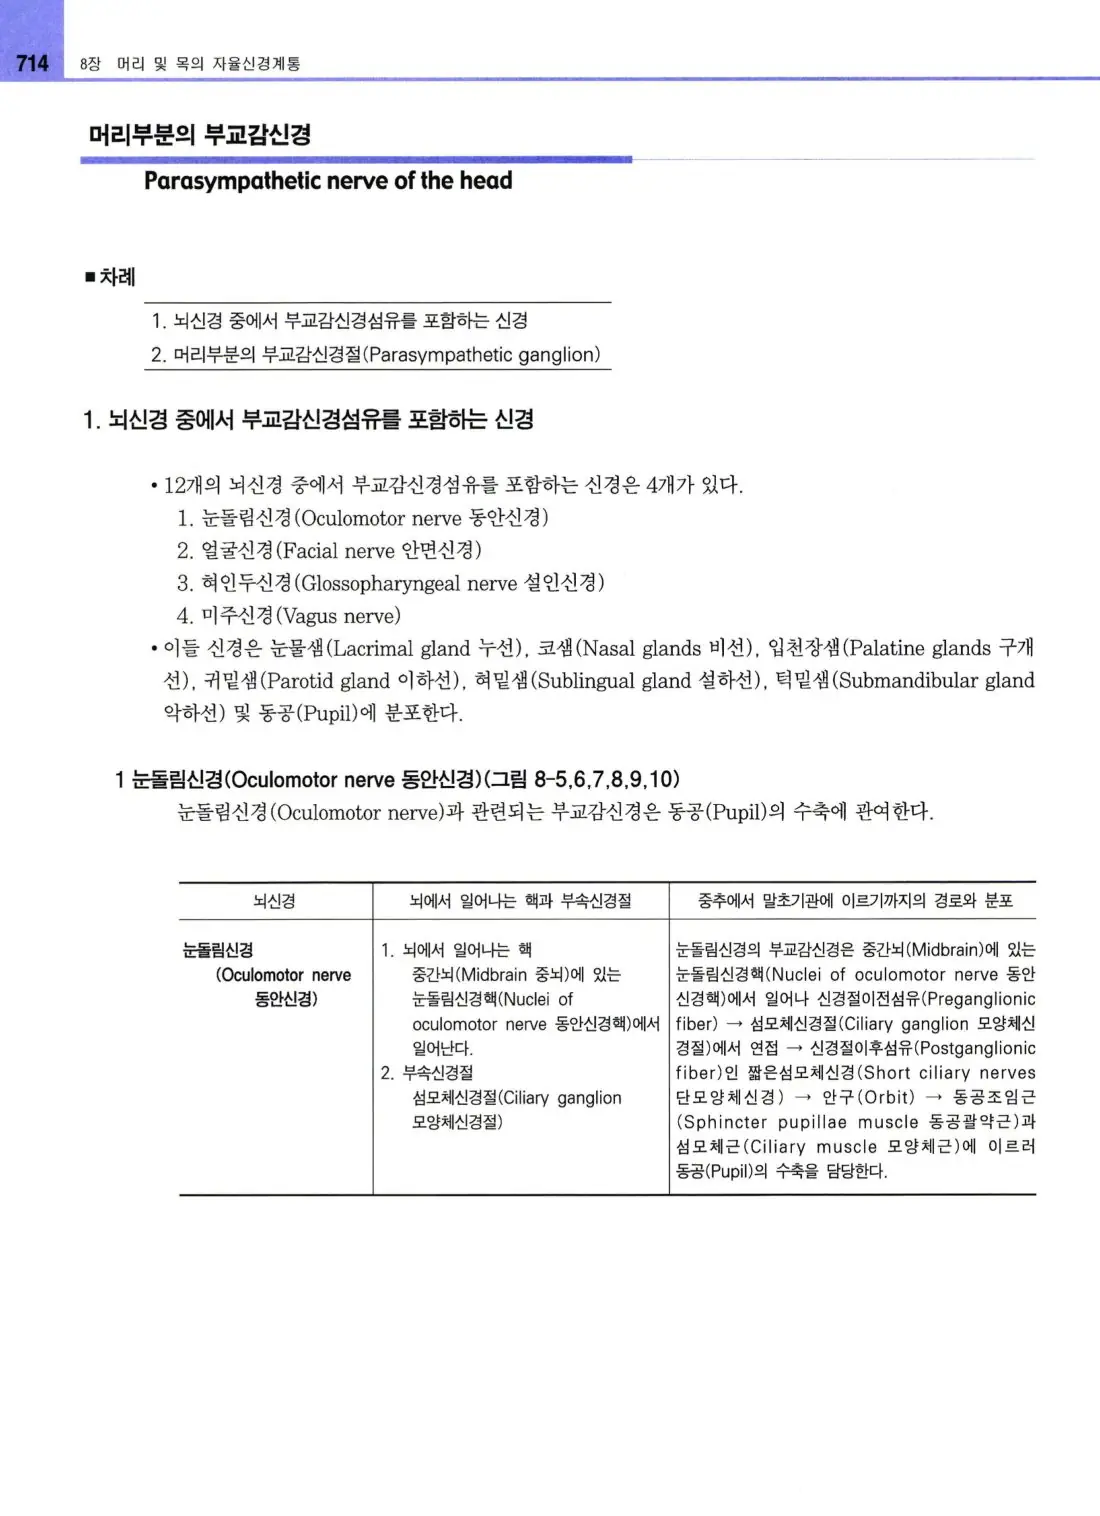 714 8장 머리 및 목의 자율신경계통
머리부분의 부교감신경
Parasympathetic nerve of the head
■ 차례
1. 뇌신경 중에서 부교감신경섬유를 포함하는 신경
2. 머리부분의 부교감신경절(Parasympathetic ganglion)
1. 뇌신경 중에서 부교감신경섬유를 포함하는 신경
• 12개의 뇌신경 중에서 부교감신경섬유를 포함하는 신경은 4개가 있다.
1. 눈돌림신경(Oculomotor nerve 동안신경)
2. 얼굴신경(Facial nerve 안면신경)
3. 혀인두신경(Glossopharyngeal nerve 설인신경)
4. 미주신경(Vagus nerve)
• 이들 신경은 눈물샘(Lacrimal gland 누선), 코샘(Nasal glands 비선), 입천장샘(Palatine glands 구개
선), 귀밑샘(Parotid gland 이하선), 혀밑샘(Sublingual gland 설하선), 턱밑샘(Submandibular gland
악하선) 및 동공(Pupil)에 분포한다.
1 눈돌림신경(Oculomotor nerve 동안신경)(그림 8-5,6,7,8,9,10)
눈돌림신경(Oculomotor nerve)과 관련되는 부교감신경은 동공(Pupil)의 수축에 관여한다.
뇌신경
뇌에서 일어나는 핵과 부속신경절
중추에서 말초기관에 이르기까지의 경로와 분포
눈돌림신경
(Oculomotor nerve
동안신경)
1. 뇌에서 일어나는 핵
중간뇌(Midbrain 중뇌)에 있는
눈돌림신경핵(Nuclei of
oculomotor nerve 동안신경핵)에서
일어난다.
2. 부속신경절
섬모체신경절(Ciliary ganglion
모양체신경절)
눈돌림신경의 부교감신경은 중간뇌(Midbrain)에 있는
눈돌림신경핵(Nuclei of oculomotor nerve 동안
신경핵)에서 일어나 신경절이전섬유(Preganglionic
fiber) → 섬모체신경절(Ciliary ganglion 모양체신
경절)에서 연접 → 신경절이후섬유(Postganglionic
fiber)인 짧은섬모체신경(Short ciliary nerves
단모양체신경) → 안구(Orbit) → 동공조임근
(Sphincter pupillae muscle 동공괄약근)과
섬모체근(Ciliary muscle 모양체근)에 이르러
동공(Pupil)의 수축을 담당한다.